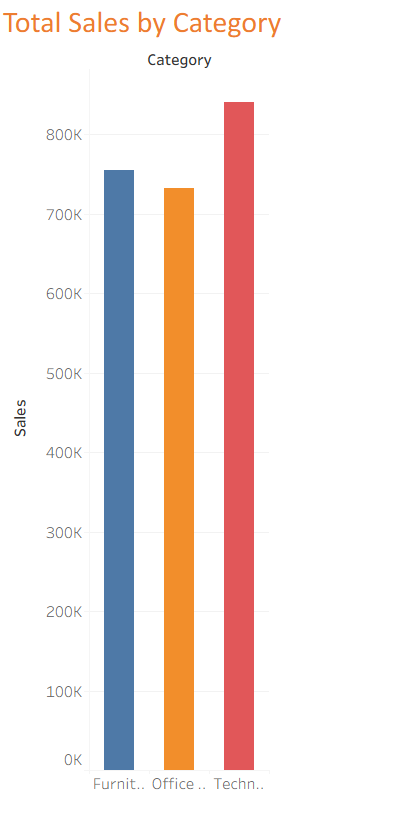 Total Sales by Category
Category
800K
700K
600K
500K
400K
300K
200K
100K
0K
Sales
Furnit.. Office .. Techn..